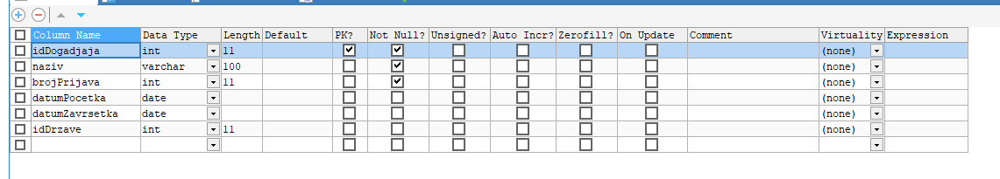 Column Name Data Type Length Default PK? Not Null? Unsigned? Auto Incr? Zerofill? On Update Comment Virtuality Expression
idDogadjaja int 11 (none)
naziv varchar 100 (none)
brojPrijava int 11 (none)
datumPocetka date (none)
datumZavrsetka date (none)
idDrzave int 11 (none)